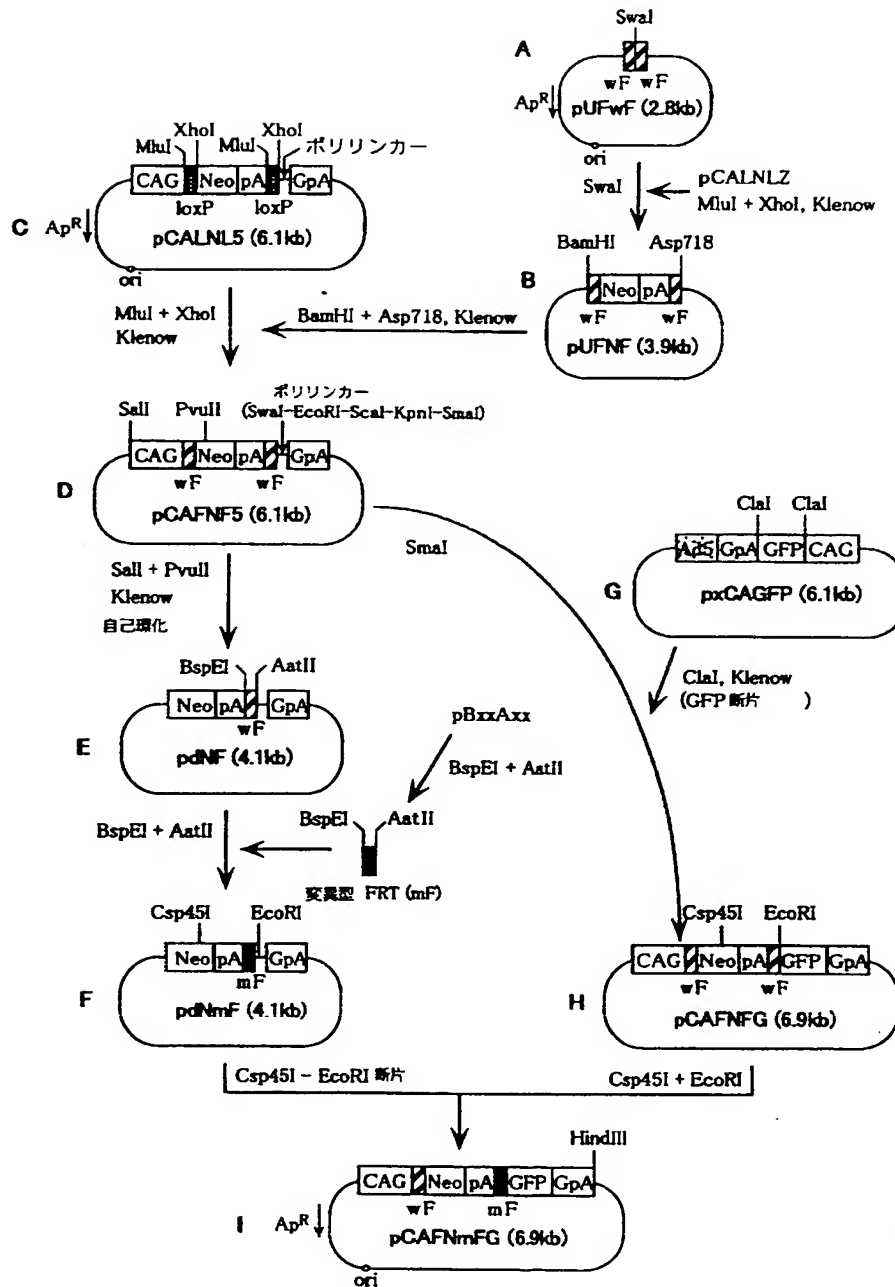 A
SwaI
wF wF
pUFwF (2.8kb)
ApR
ori
SwaI
pCALNLZ
MluI + XhoI, Klenow
B
BamHI Asp718
Neo pA
wF wF
pUFNF (3.9kb)
C
MluI XhoI MluI XhoI ポリリンカー
CAG Neo pA GpA
loxP loxP
ApR
pCALNL5 (6.1kb)
ori
MluI + XhoI
Klenow
BamHI + Asp718, Klenow
D
SalI PvuII
ポリリンカー
(SwaI-EcoRI-ScaI-KpnI-SmaI)
CAG Neo pA GpA
wF wF
pCAFNF5 (6.1kb)
SalI + PvuII
Klenow
自己環化
SmaI
G
ClaI ClaI
Ad5 GpA GFP CAG
pxCAGFP (6.1kb)
ClaI, Klenow
(GFP 断片 )
E
BspEI AatII
Neo pA GpA
wF
pdNF (4.1kb)
BspEI + AatII
pBxxAxx
BspEI + AatII
BspEI AatII
変異型 FRT (mF)
F
Csp45I EcoRI
Neo pA GpA
mF
pdNmF (4.1kb)
H
Csp45I EcoRI
CAG Neo pA GFP GpA
wF wF
pCAFNFG (6.9kb)
Csp45I - EcoRI 断片
Csp45I + EcoRI
I
HindIII
CAG Neo pA GFP GpA
wF mF
ApR
pCAFNmFG (6.9kb)
ori